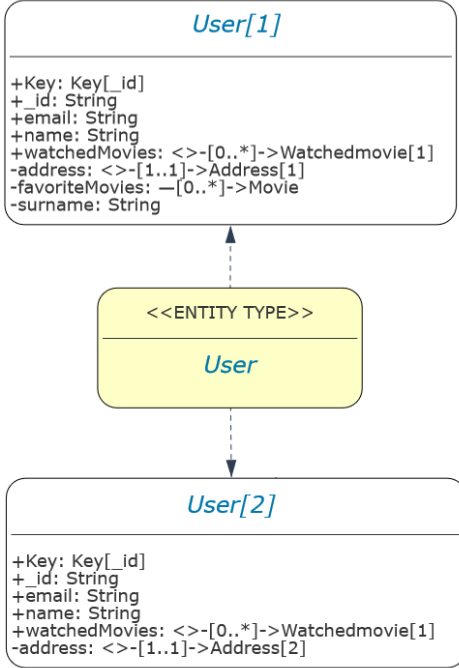 User[1]
+Key: Key[_id]
+_id: String
+email: String
+name: String
+watchedMovies: <>-[0..*]->Watchedmovie[1]
-address: <>-[1..1]->Address[1]
-favoriteMovies: —[0..*]->Movie
-surname: String
<<ENTITY TYPE>>
User
User[2]
+Key: Key[_id]
+_id: String
+email: String
+name: String
+watchedMovies: <>-[0..*]->Watchedmovie[1]
-address: <>-[1..1]->Address[2]